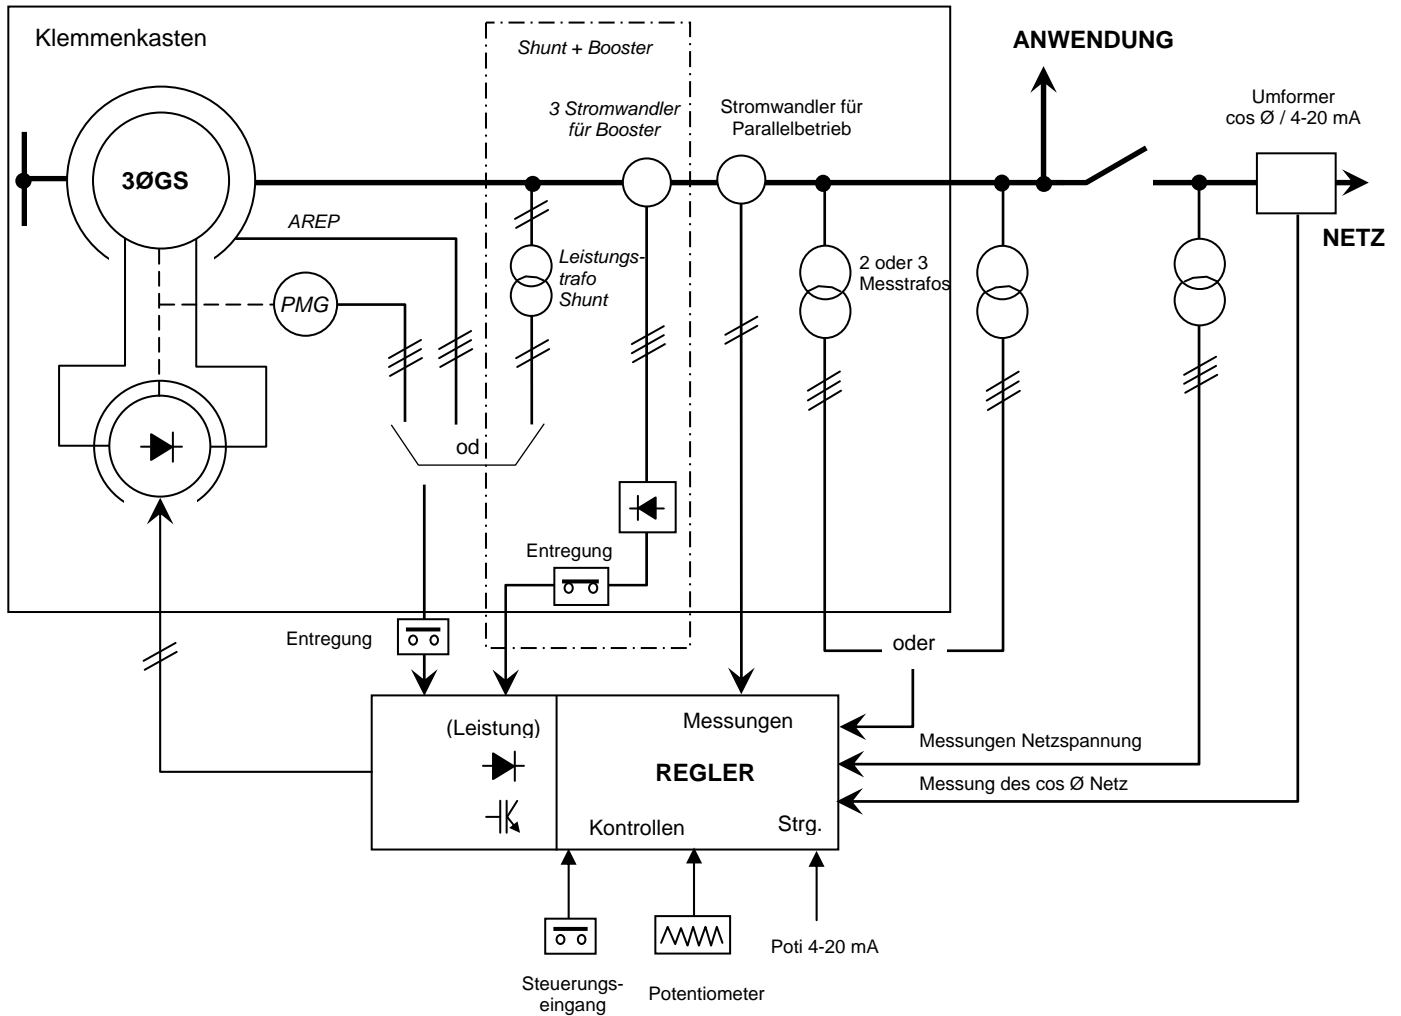 Klemmenkasten
Shunt + Booster
ANWENDUNG
3 Stromwandler
für Booster
Stromwandler für
Parallelbetrieb
Umformer
cos Ø / 4-20 mA
3ØGS
AREP
NETZ
Leistungs-
trafo
Shunt
2 oder 3
Messtrafos
PMG
od
Entregung
Entregung
oder
(Leistung)
Messungen
REGLER
Kontrollen
Strg.
Messungen Netzspannung
Messung des cos Ø Netz
Steuerungs-
eingang
Potentiometer
Poti 4-20 mA